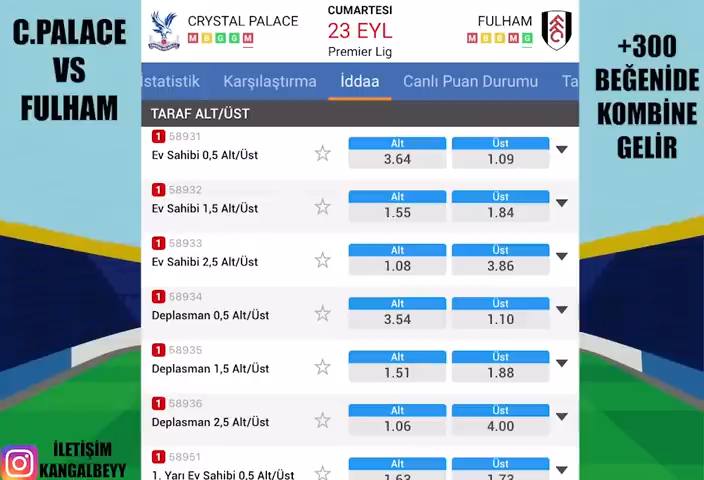 C.PALACE
VS
FULHAM
CRYSTAL PALACE
M B G G M
CUMARTESI
23 EYL
Premier Lig
FULHAM
M B B M G
+300
BEĞENİDE
KOMBİNE
GELİR
istatistik Karşılaştırma İddaa Canlı Puan Durumu Ta
TARAF ALT/ÜST
1 58931
Ev Sahibi 0,5 Alt/Üst
Alt Üst
3.64 1.09
1 58932
Ev Sahibi 1,5 Alt/Üst
Alt Üst
1.55 1.84
1 58933
Ev Sahibi 2,5 Alt/Üst
Alt Üst
1.08 3.86
1 58934
Deplasman 0,5 Alt/Üst
Alt Üst
3.54 1.10
1 58935
Deplasman 1,5 Alt/Üst
Alt Üst
1.51 1.88
1 58936
Deplasman 2,5 Alt/Üst
Alt Üst
1.06 4.00
1 58951
1. Yarı Ev Sahibi 0,5 Alt/Üst
Alt Üst
1.63 1.73
İLETİŞİM
KANGALBEYY